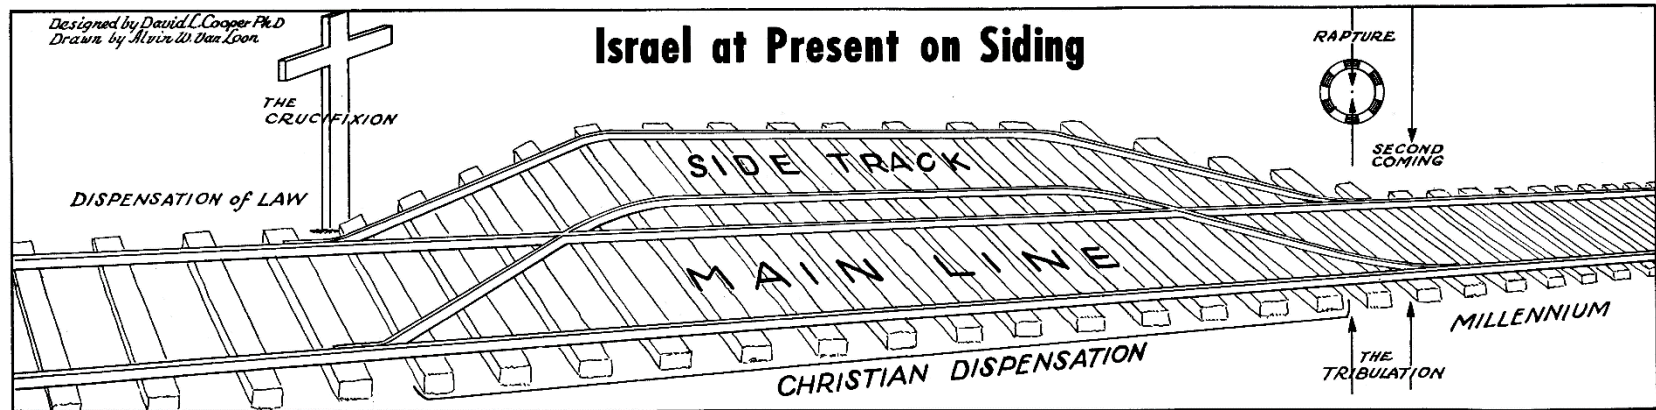 Designed by David L. Cooper Ph.D
Drawn by Alvin W. Van Loon
Israel at Present on Siding
RAPTURE
THE
CRUCIFIXION
SECOND
COMING
SIDE TRACK
DISPENSATION of LAW
MAIN LINE
MILLENNIUM
CHRISTIAN DISPENSATION
THE
TRIBULATION